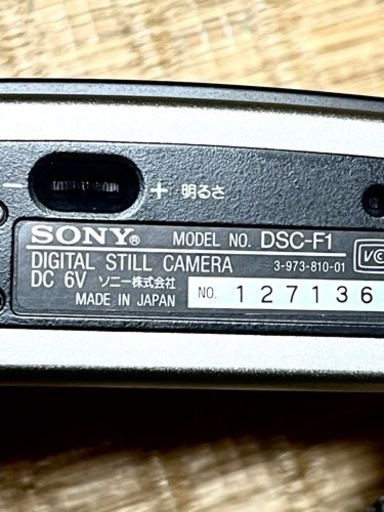 − + 明るさ
SONY® MODEL NO. DSC-F1
DIGITAL STILL CAMERA 3-973-810-01
DC 6V ソニー株式会社
MADE IN JAPAN NO. 127136